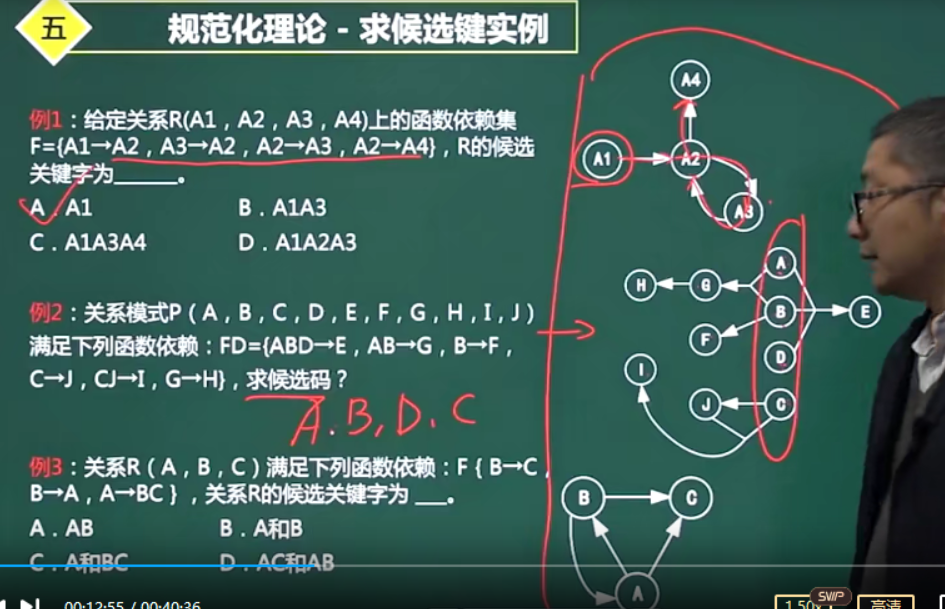 五 规范化理论 - 求候选键实例
例1：给定关系R(A1，A2，A3，A4)上的函数依赖集
F={A1→A2，A3→A2，A2→A3，A2→A4}，R的候选
关键字为______。
A．A1 B．A1A3
C．A1A3A4 D．A1A2A3
例2：关系模式P（A，B，C，D，E，F，G，H，I，J）
满足下列函数依赖：FD={ABD→E，AB→G，B→F，
C→J，CJ→I，G→H}，求候选码？
A.B,D.C
例3：关系R（A，B，C）满足下列函数依赖：F{B→C，
B→A，A→BC}，关系R的候选关键字为 ___。
A．AB B．A和B
C．A和BC D．AC和AB
A4
A1
A2
A3
A
H
G
B
E
F
D
I
J
C
B
C
A
00:12:55 / 00:40:36
SVIP
高清